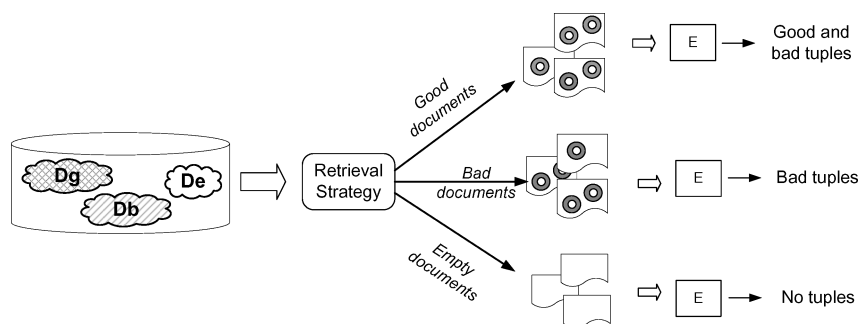 Good
documents
E
Good and
bad tuples
Dg
De
Db
Retrieval
Strategy
Bad
documents
E
Bad tuples
Empty
documents
E
No tuples